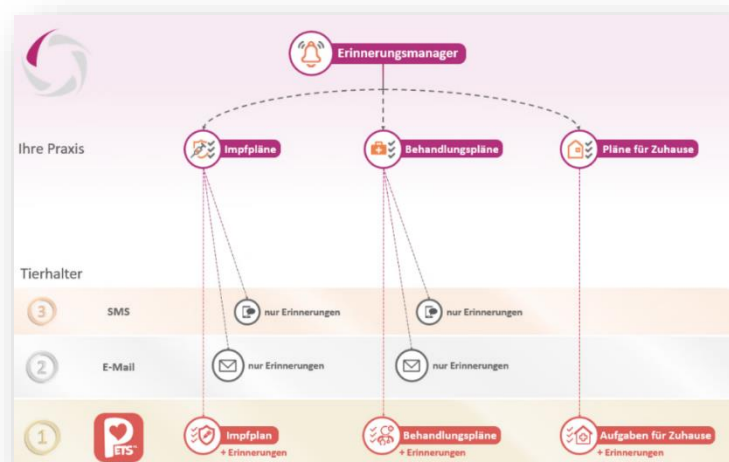 Erinnerungsmanager
Ihre Praxis
Impfpläne
Behandlungspläne
Pläne für Zuhause
Tierhalter
3 SMS nur Erinnerungen nur Erinnerungen
2 E-Mail nur Erinnerungen nur Erinnerungen
1 PETS™ Impfplan Behandlungspläne Aufgaben für Zuhause
+ Erinnerungen + Erinnerungen + Erinnerungen